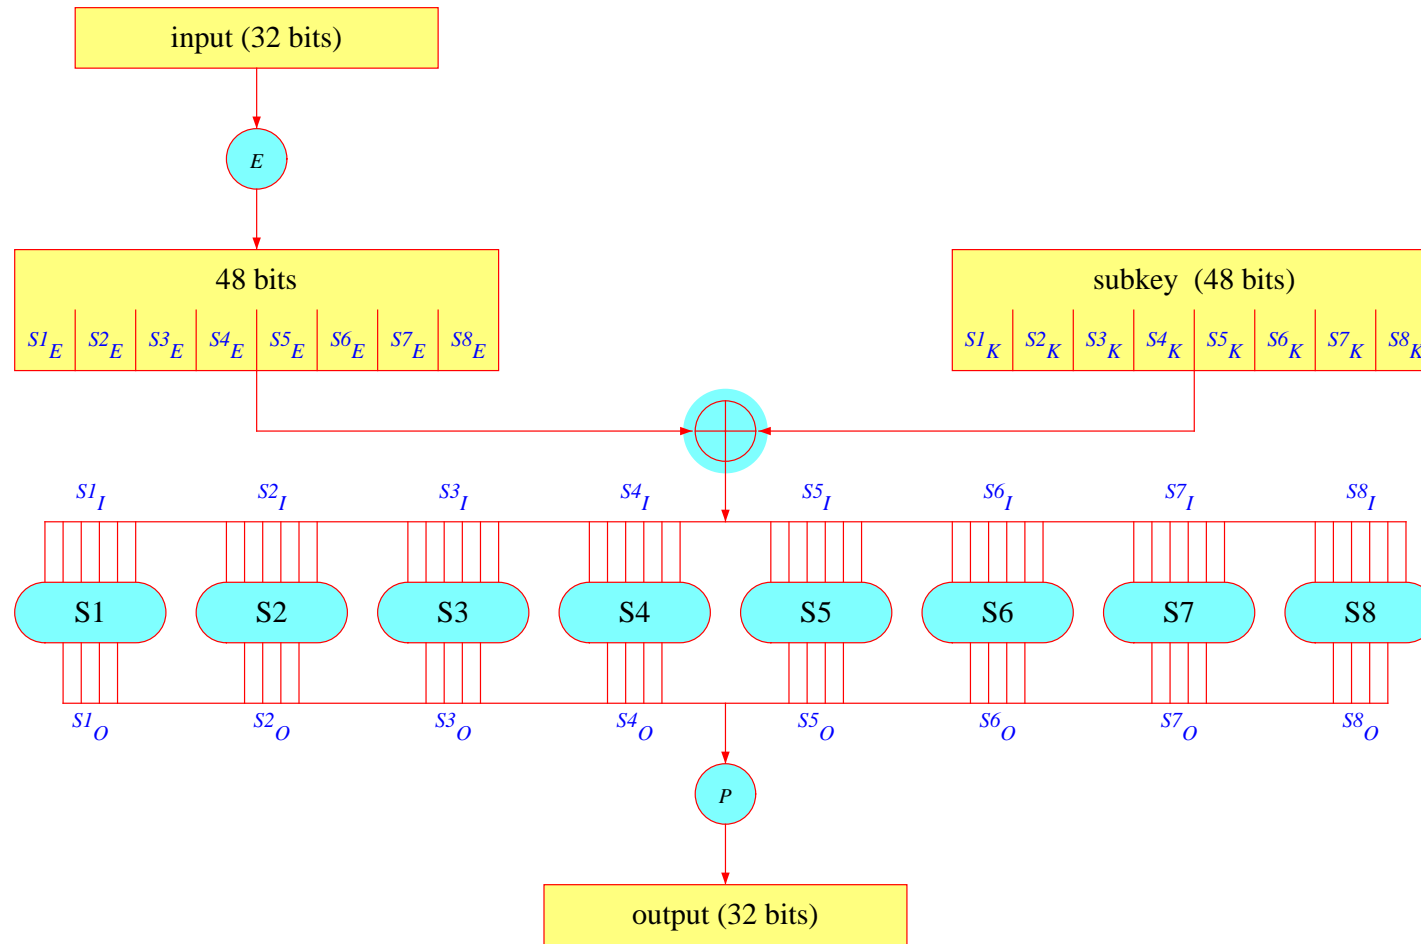 input (32 bits)
E
48 bits
subkey (48 bits)
S1E S2E S3E S4E S5E S6E S7E S8E
S1K S2K S3K S4K S5K S6K S7K S8K
S1I S2I S3I S4I S5I S6I S7I S8I
S1 S2 S3 S4 S5 S6 S7 S8
S1O S2O S3O S4O S5O S6O S7O S8O
P
output (32 bits)